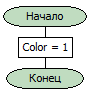 Начало
Color = 1
Конец